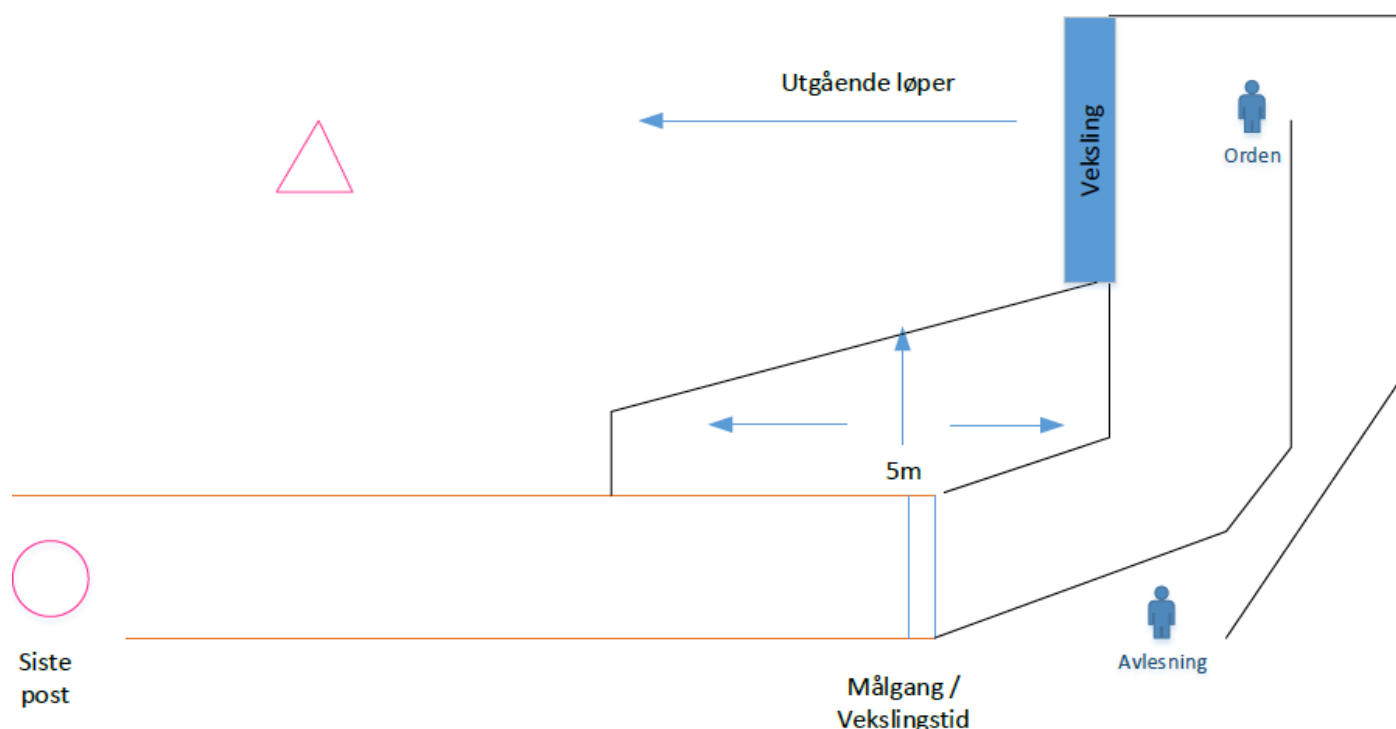 Utgående løper
Veksling
Orden
5m
Siste
post
Avlesning
Målgang /
Vekslingstid